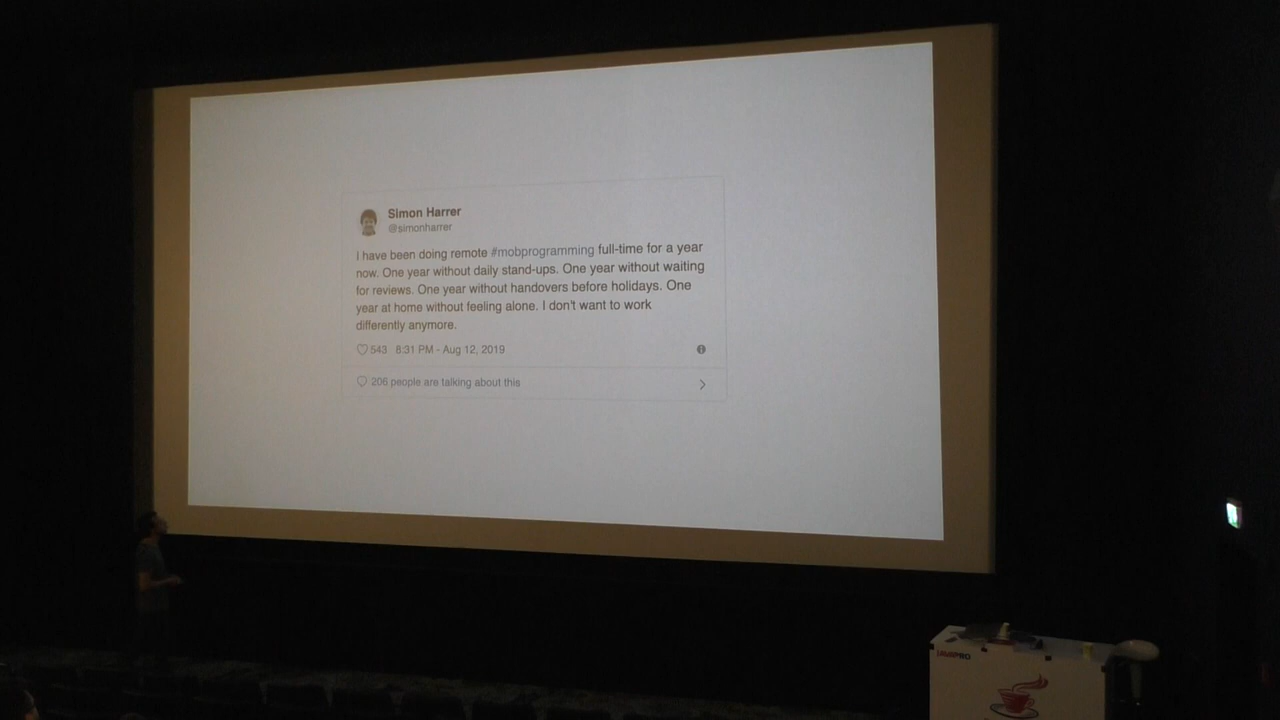 Simon Harrer
@simonharrer
I have been doing remote #mobprogramming full-time for a year
now. One year without daily stand-ups. One year without waiting
for reviews. One year without handovers before holidays. One
year at home without feeling alone. I don't want to work
differently anymore.
543 8:31 PM - Aug 12, 2019
206 people are talking about this
JAVAPRO